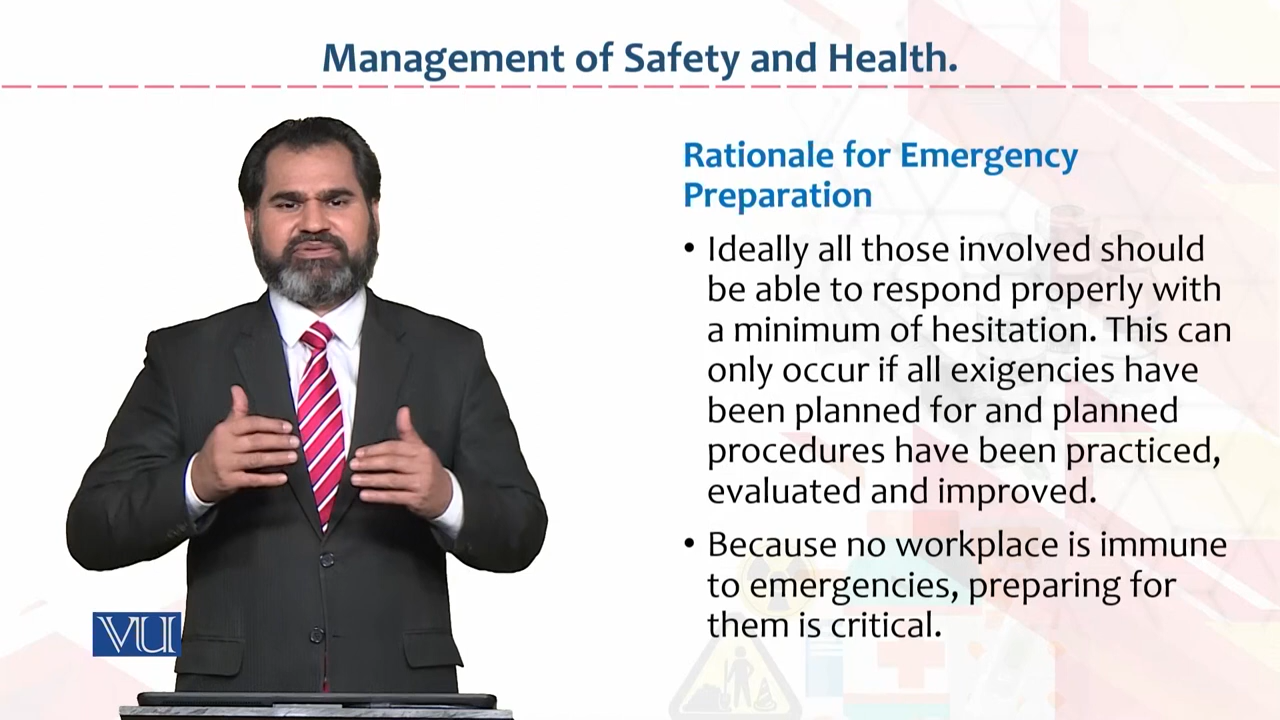 Management of Safety and Health.
Rationale for Emergency
Preparation
• Ideally all those involved should
be able to respond properly with
a minimum of hesitation. This can
only occur if all exigencies have
been planned for and planned
procedures have been practiced,
evaluated and improved.
• Because no workplace is immune
to emergencies, preparing for
them is critical.
VU